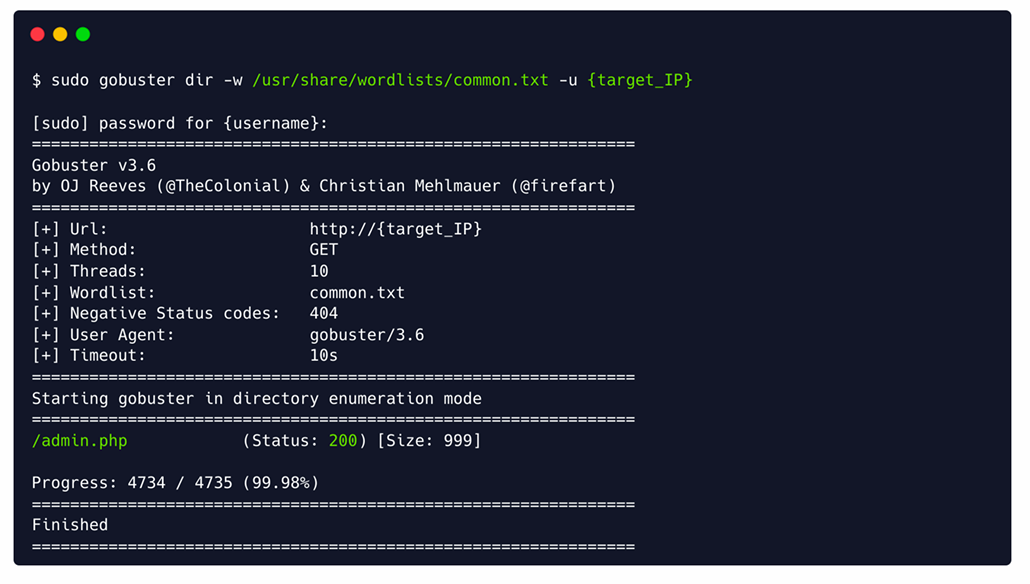 $ sudo gobuster dir -w /usr/share/wordlists/common.txt -u {target_IP}
[sudo] password for {username}:
===============================================================
Gobuster v3.6
by OJ Reeves (@TheColonial) & Christian Mehlmauer (@firefart)
===============================================================
[+] Url:                     http://{target_IP}
[+] Method:                  GET
[+] Threads:                 10
[+] Wordlist:                common.txt
[+] Negative Status codes:   404
[+] User Agent:              gobuster/3.6
[+] Timeout:                 10s
===============================================================
Starting gobuster in directory enumeration mode
===============================================================
/admin.php            (Status: 200) [Size: 999]
Progress: 4734 / 4735 (99.98%)
===============================================================
Finished
===============================================================